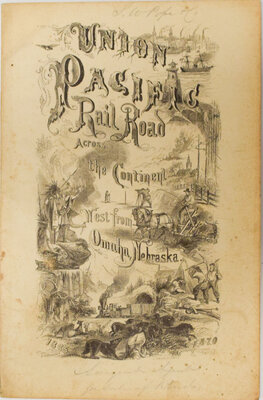 UNION
PACIFIC
Rail Road
Across
the Continent
West from
Omaha, Nebraska.
1870